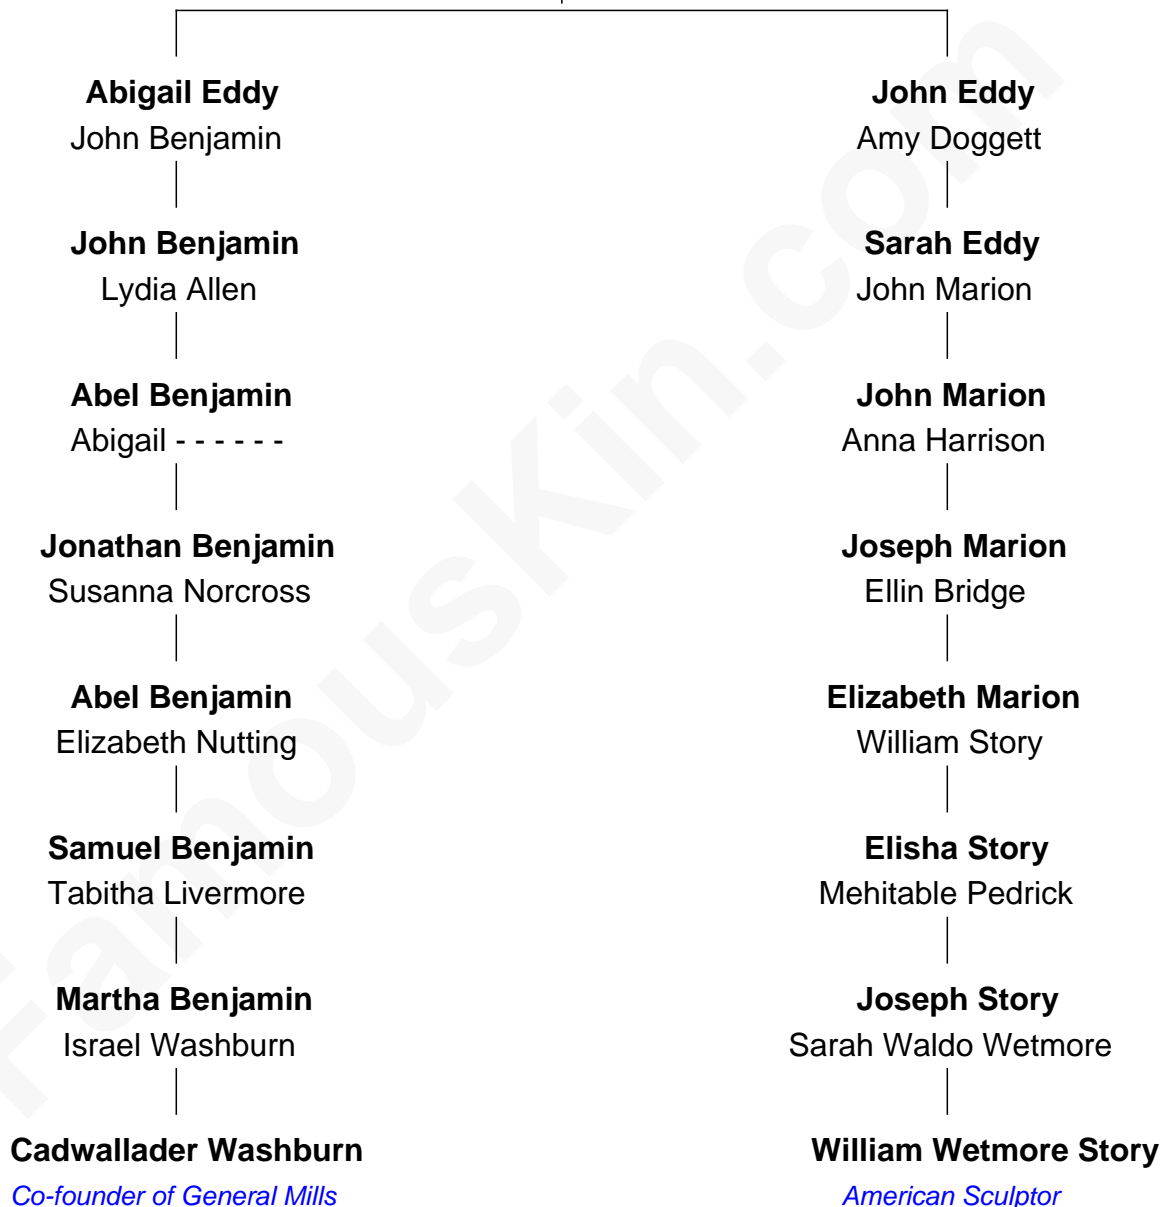 Abigail Eddy
John Benjamin
John Eddy
Amy Doggett
John Benjamin
Lydia Allen
Sarah Eddy
John Marion
Abel Benjamin
Abigail - - - - - -
John Marion
Anna Harrison
Jonathan Benjamin
Susanna Norcross
Joseph Marion
Ellin Bridge
Abel Benjamin
Elizabeth Nutting
Elizabeth Marion
William Story
Samuel Benjamin
Tabitha Livermore
Elisha Story
Mehitable Pedrick
Martha Benjamin
Israel Washburn
Joseph Story
Sarah Waldo Wetmore
Cadwallader Washburn
Co-founder of General Mills
William Wetmore Story
American Sculptor
FamousKin.com